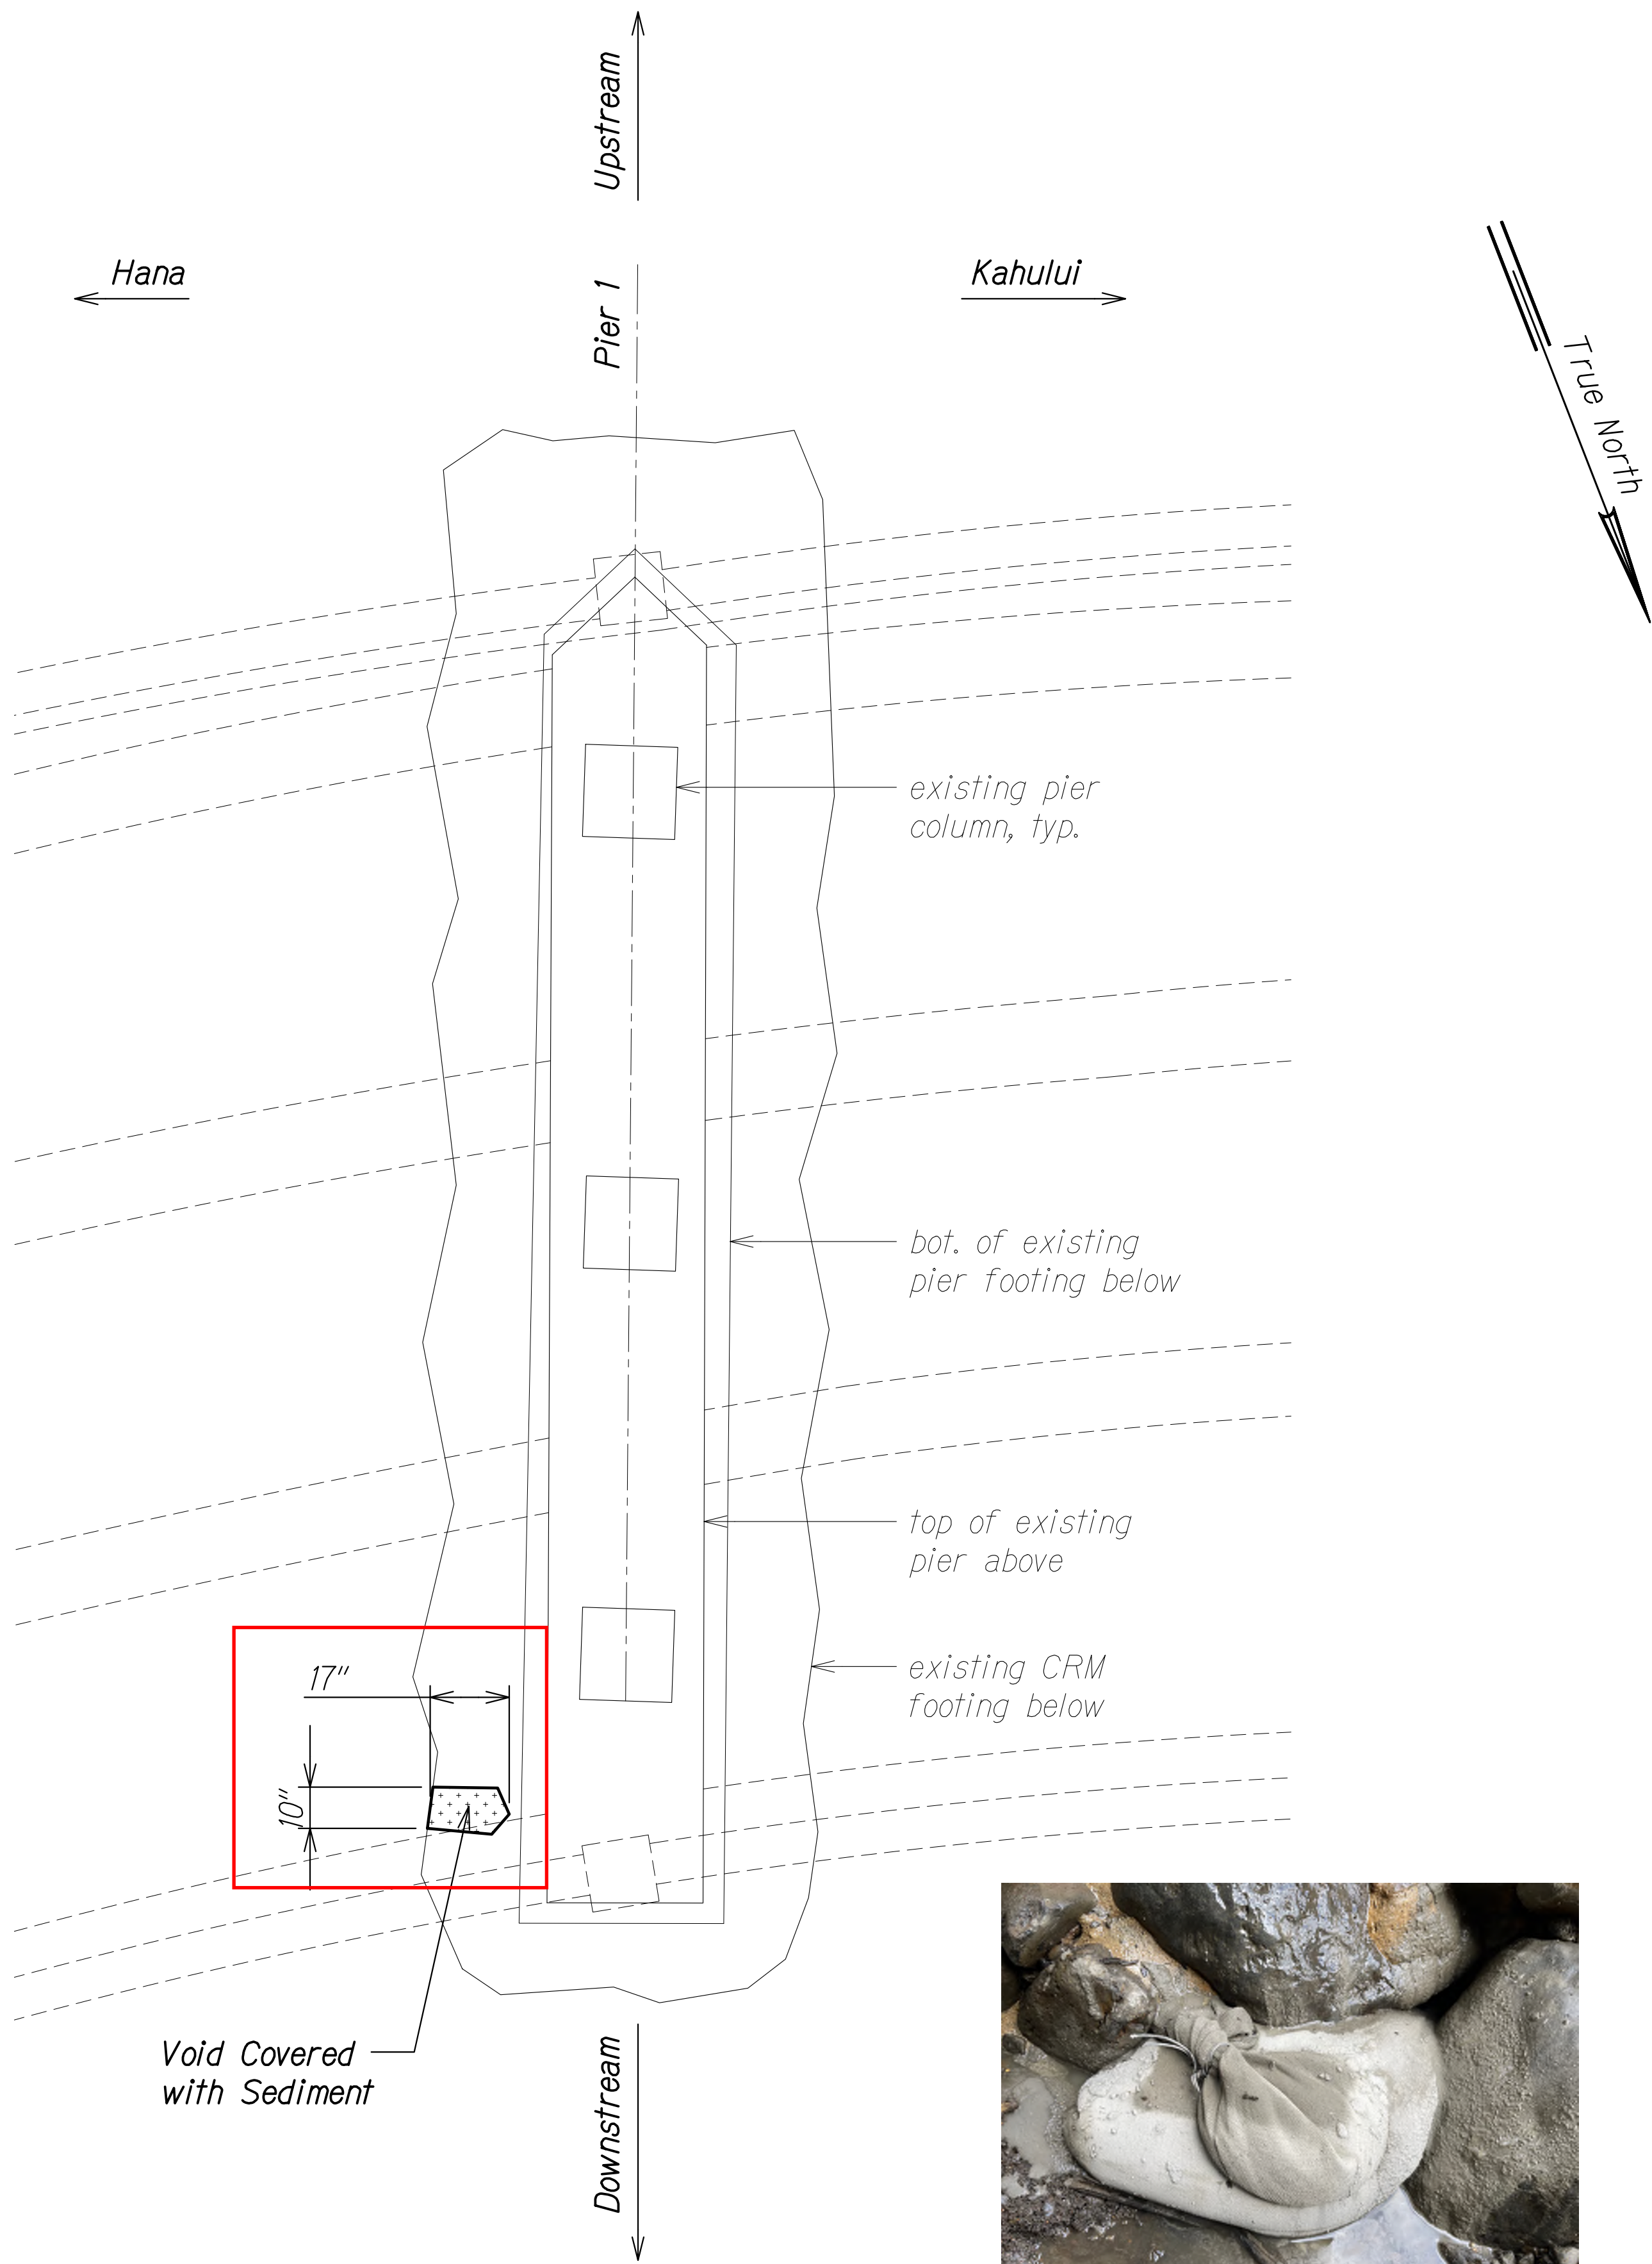 Upstream
Hana
Kahului
Pier 1
True North
existing pier
column, typ.
bot. of existing
pier footing below
top of existing
pier above
existing CRM
footing below
17"
10"
Void Covered
with Sediment
Downstream